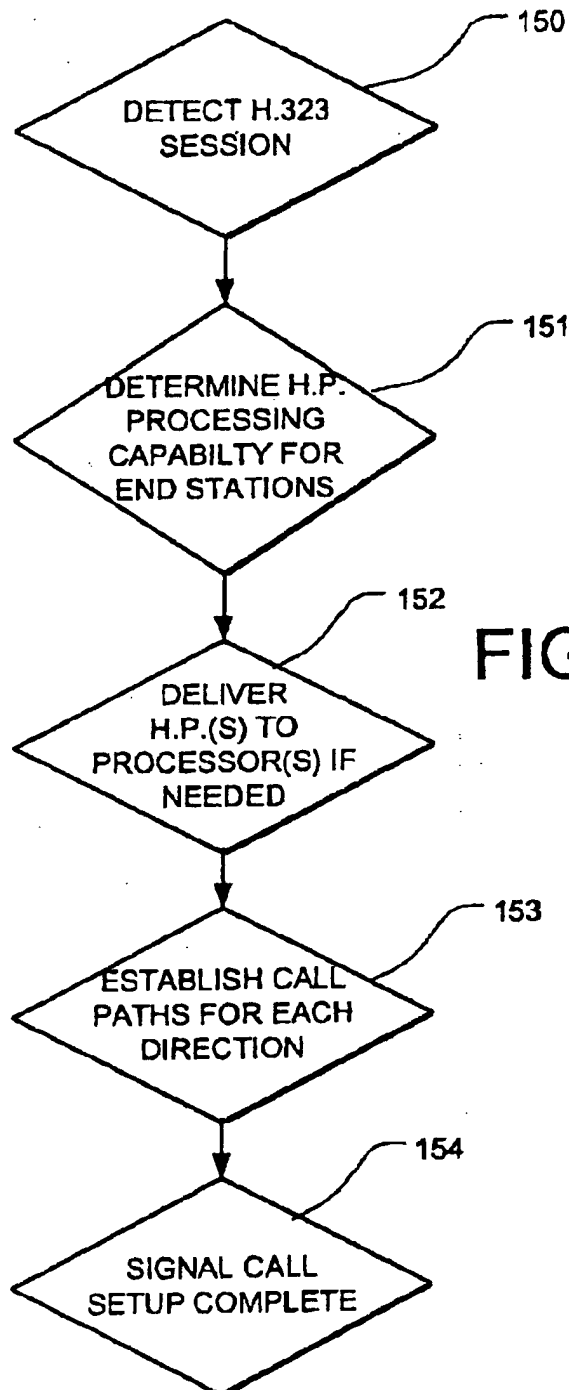 150
DETECT H.323
SESSION
151
DETERMINE H.P.
PROCESSING
CAPABILTY FOR
END STATIONS
152
FIG
DELIVER
H.P.(S) TO
PROCESSOR(S) IF
NEEDED
153
ESTABLISH CALL
PATHS FOR EACH
DIRECTION
154
SIGNAL CALL
SETUP COMPLETE